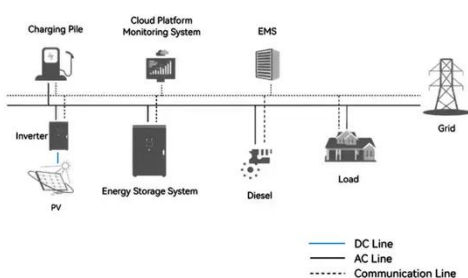 Charging Pile
Cloud Platform
Monitoring System
EMS
Grid
Inverter
PV
Energy Storage System
Diesel
Load
DC Line
AC Line
Communication Line